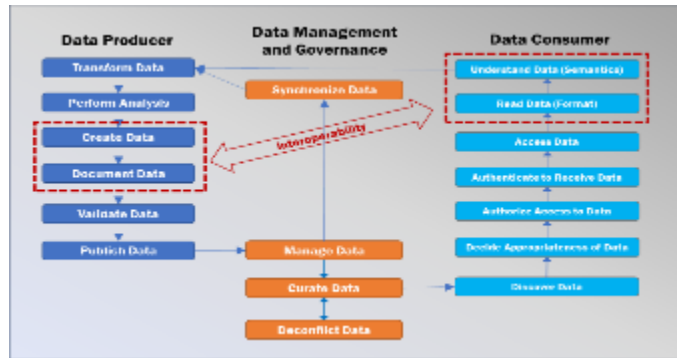 Data Producer
Transform Data
Perform Analysis
Create Data
Document Data
Validate Data
Publish Data
Data Management
and Governance
Synchronize Data
Interoperability
Manage Data
Curate Data
Deconflict Data
Data Consumer
Understand Data (Semantics)
Read Data (Format)
Access Data
Authenticate to Receive Data
Authorize Access to Data
Decide Appropriateness of Data
Discover Data